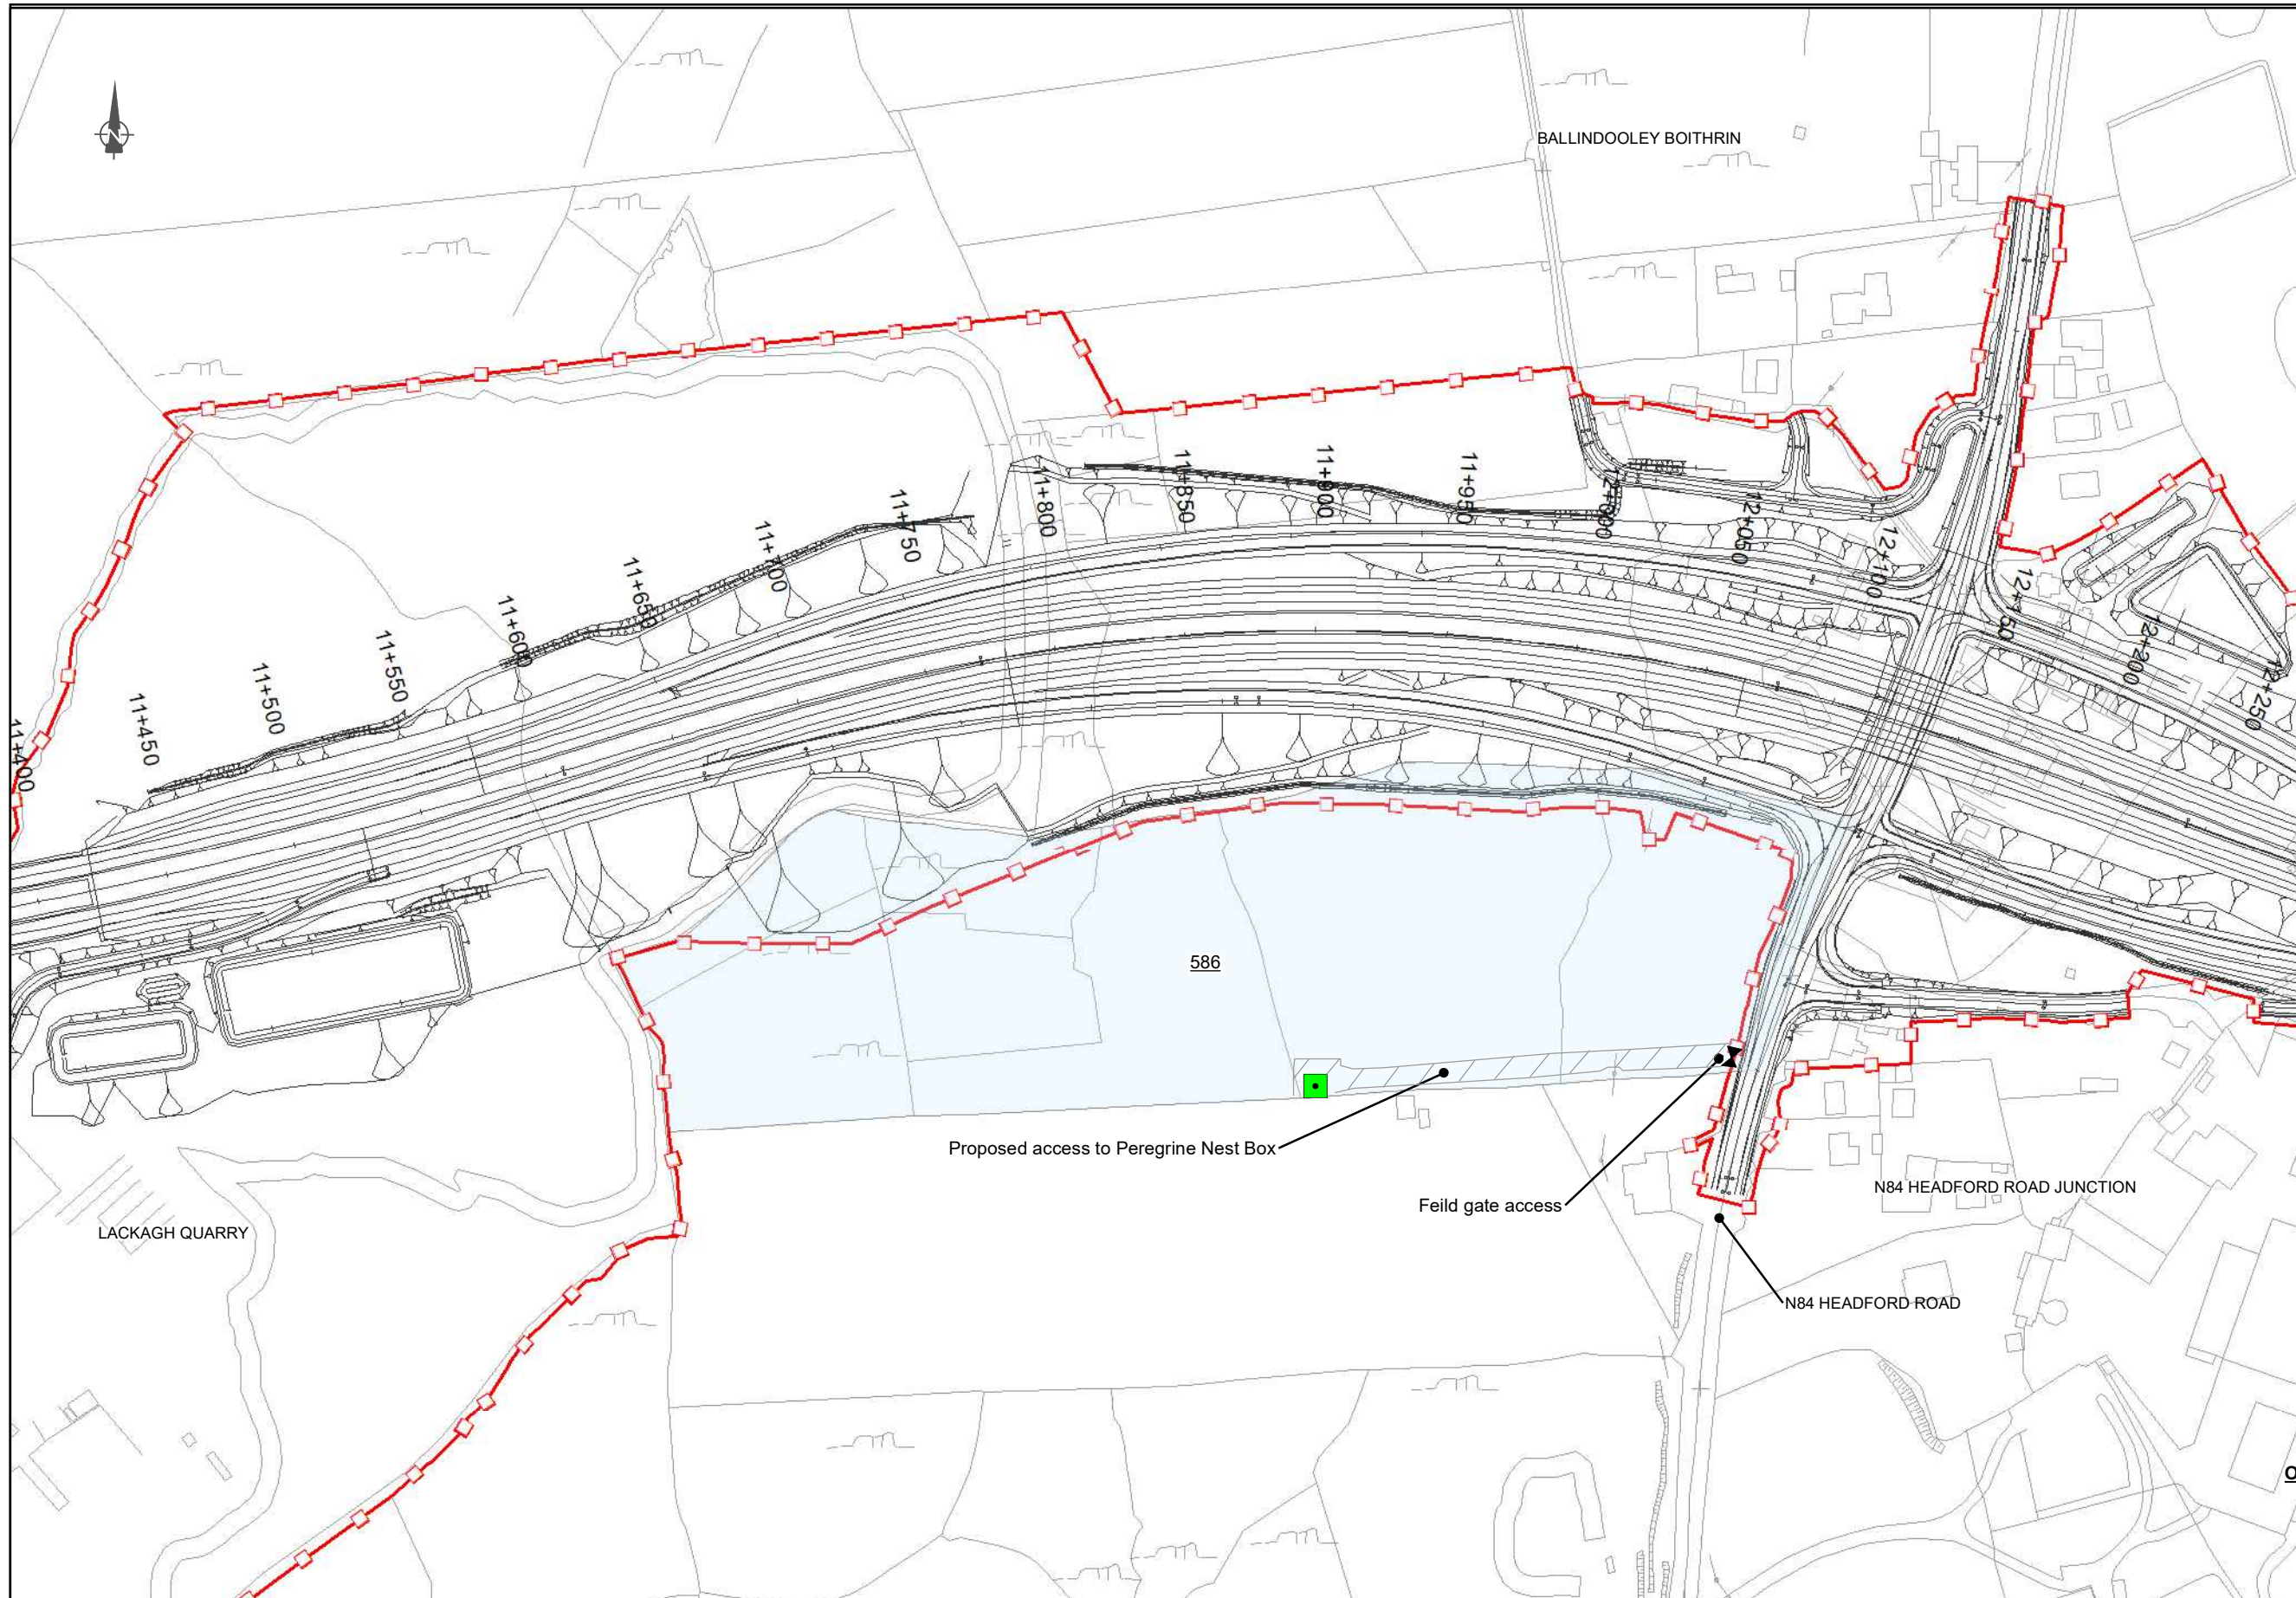 N
BALLINDOOLEY BOITHRIN
11+400
11+450
11+500
11+550
11+600
11+650
11+700
11+750
11+800
11+850
11+900
11+950
12+000
12+050
12+10
12+150
12+200
12+250
586
Proposed access to Peregrine Nest Box
Feild gate access
N84 HEADFORD ROAD JUNCTION
LACKAGH QUARRY
N84 HEADFORD ROAD